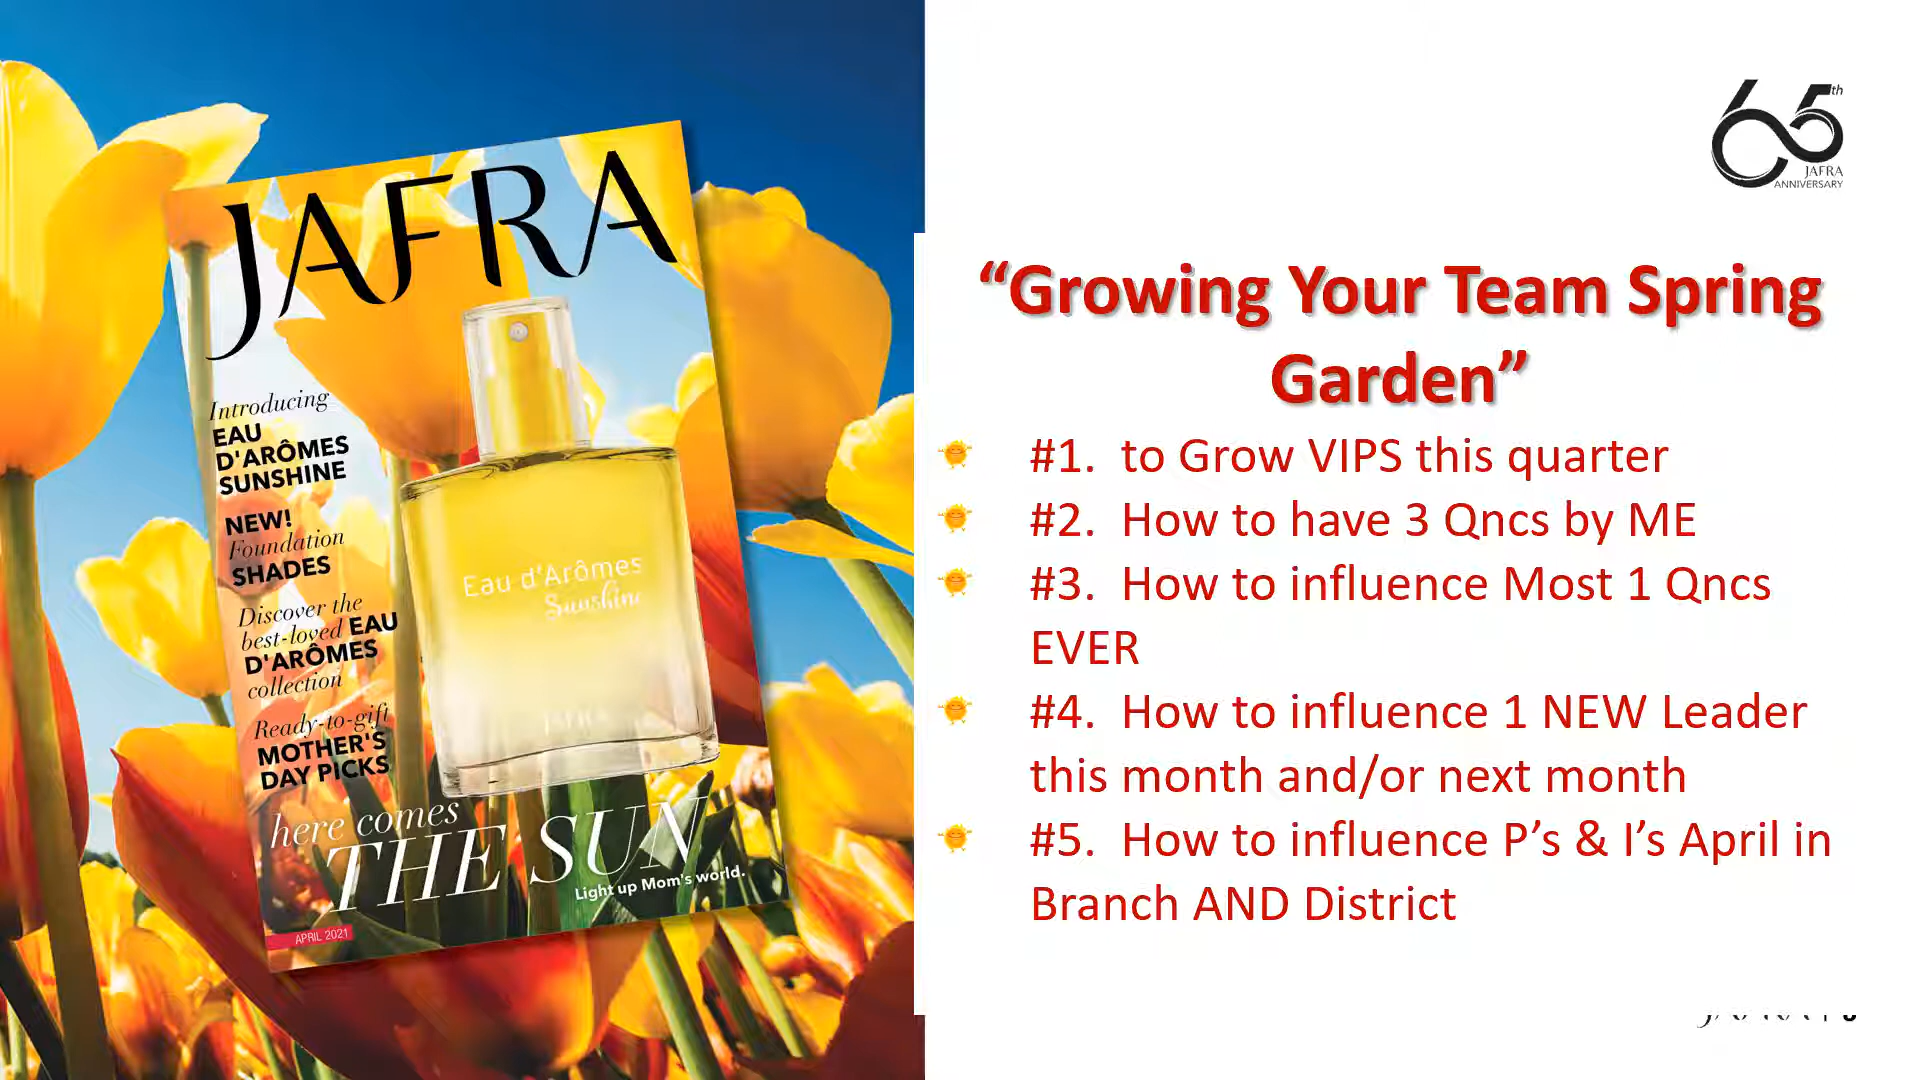 JAFRA
Introducing
EAU
D'ARÔMES
SUNSHINE
NEW!
Foundation
SHADES
Discover the
best-loved EAU
D'ARÔMES
collection
Ready-to-gift
MOTHER'S
DAY PICKS
Eau d'Arômes
Sunshine
JAFRA
here comes
THE SUN
Light up Mom's world.
APRIL 2021
65th
JAFRA
ANNIVERSARY
“Growing Your Team Spring
Garden”
#1. to Grow VIPS this quarter
#2. How to have 3 Qncs by ME
#3. How to influence Most 1 Qncs
EVER
#4. How to influence 1 NEW Leader
this month and/or next month
#5. How to influence P’s & I’s April in
Branch AND District